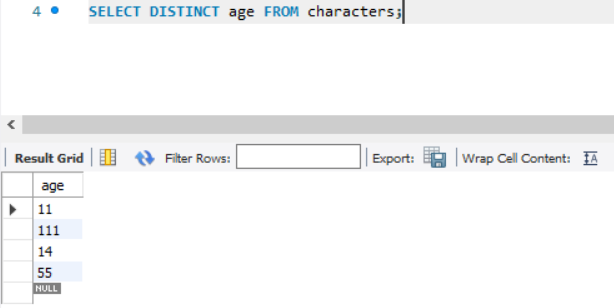 4 SELECT DISTINCT age FROM characters;
Result Grid Filter Rows: Export: Wrap Cell Content: IA
age
11
111
14
55
NULL